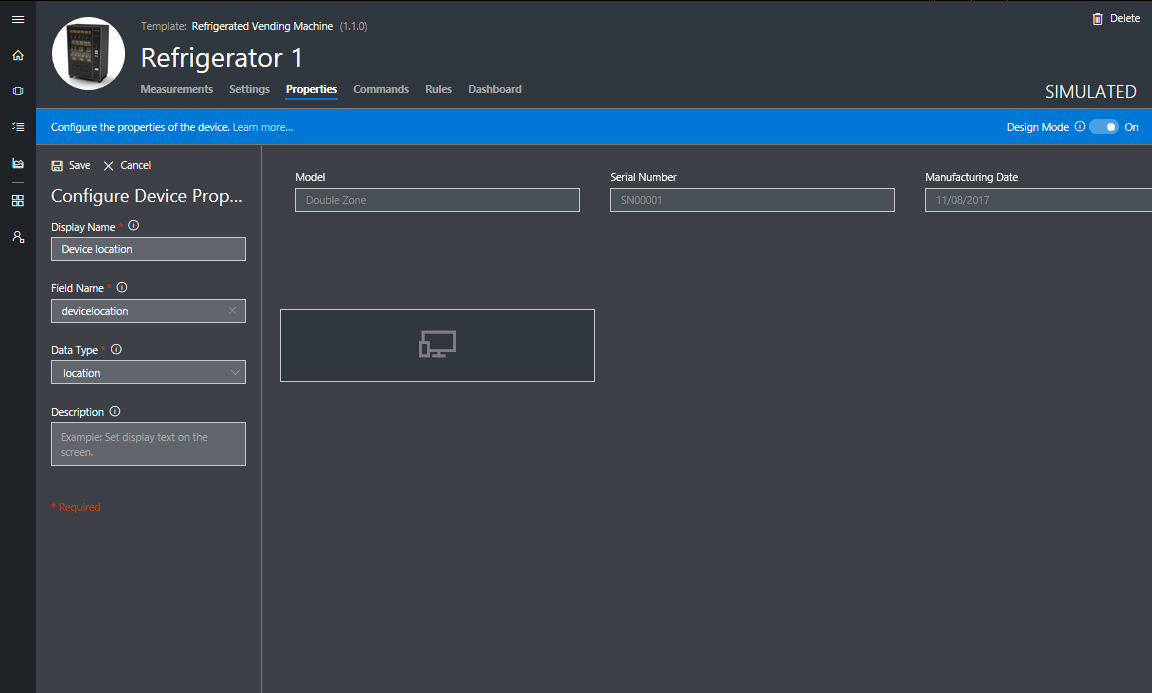 Template: Refrigerated Vending Machine (1.1.0)
Delete
Refrigerator 1
Measurements Settings Properties Commands Rules Dashboard
SIMULATED
Configure the properties of the device. Learn more...
Design Mode On
Save Cancel
Configure Device Prop...
Display Name *
Device location
Field Name *
devicelocation
Data Type *
location
Description
Example: Set display text on the
screen.
* Required
Model
Double Zone
Serial Number
SN00001
Manufacturing Date
11/08/2017